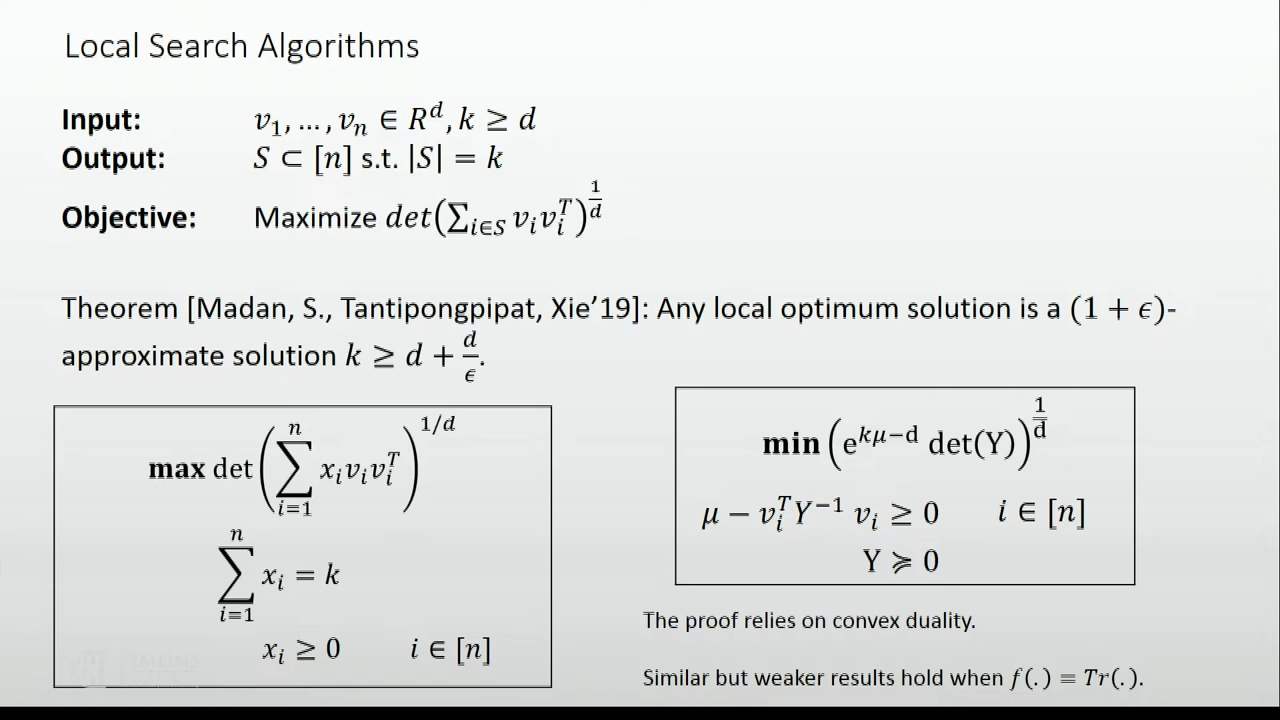 Local Search Algorithms
Input: v₁, …, vₙ ∈ R^d, k ≥ d
Output: S ⊂ [n] s.t. |S| = k
Objective: Maximize det(∑_{i∈S} v_i v_i^T)^{1/d}
Theorem [Madan, S., Tantipongpipat, Xie’19]: Any local optimum solution is a (1 + ϵ)-
approximate solution k ≥ d + d/ϵ.
max det(∑_{i=1}^{n} x_i v_i v_i^T)^{1/d}
∑_{i=1}^{n} x_i = k
x_i ≥ 0 i ∈ [n]
min (e^{kμ−d} det(Y))^{1/d}
μ − v_i^T Y^{−1} v_i ≥ 0 i ∈ [n]
Y ≽ 0
The proof relies on convex duality.
Similar but weaker results hold when f(.) ≡ Tr(.).